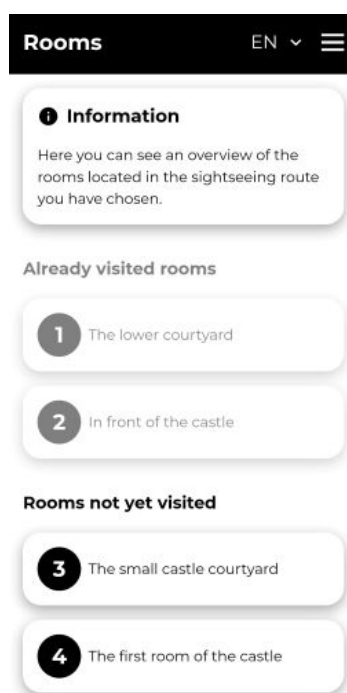 Rooms
EN
Information
Here you can see an overview of the
rooms located in the sightseeing route
you have chosen.
Already visited rooms
1 The lower courtyard
2 In front of the castle
Rooms not yet visited
3 The small castle courtyard
4 The first room of the castle